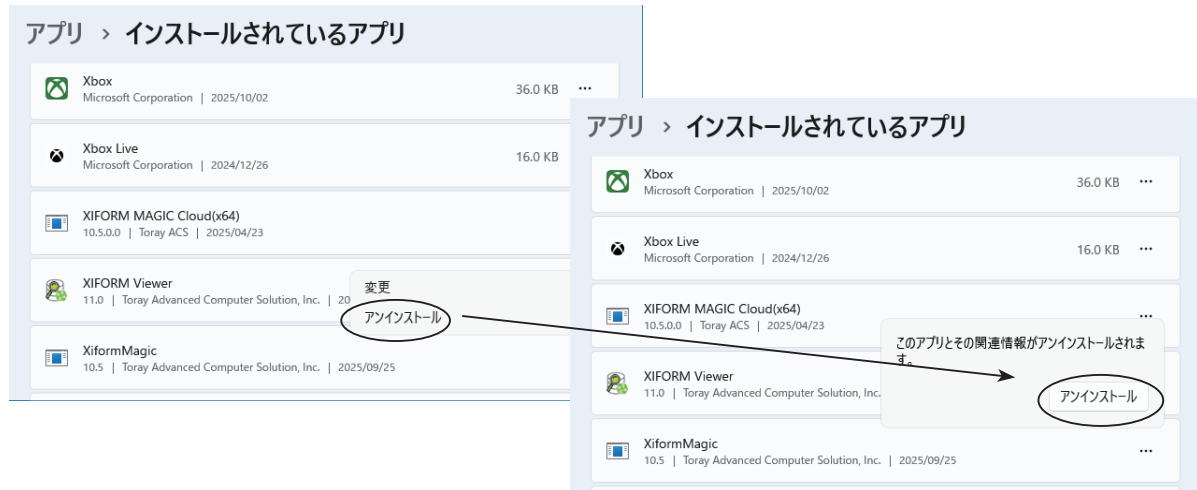 アプリ › インストールされているアプリ
Xbox
Microsoft Corporation | 2025/10/02
36.0 KB
Xbox Live
Microsoft Corporation | 2024/12/26
16.0 KB
XIFORM MAGIC Cloud(x64)
10.5.0.0 | Toray ACS | 2025/04/23
XIFORM Viewer
11.0 | Toray Advanced Computer Solution, Inc. | 20
変更
アンインストール
XiformMagic
10.5 | Toray Advanced Computer Solution, Inc. | 2025/09/25
アプリ › インストールされているアプリ
Xbox
Microsoft Corporation | 2025/10/02
36.0 KB
Xbox Live
Microsoft Corporation | 2024/12/26
16.0 KB
XIFORM MAGIC Cloud(x64)
10.5.0.0 | Toray ACS | 2025/04/23
このアプリとその関連情報がアンインストールされま
す。
アンインストール
XIFORM Viewer
11.0 | Toray Advanced Computer Solution, Inc.
XiformMagic
10.5 | Toray Advanced Computer Solution, Inc. | 2025/09/25